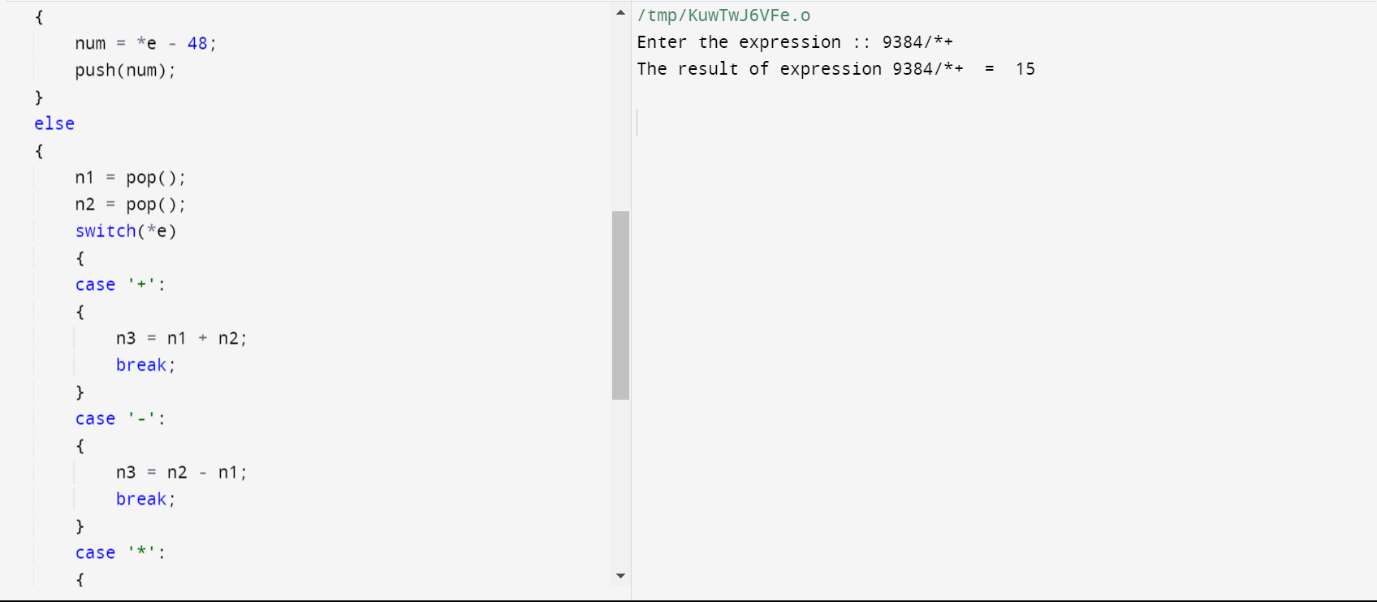 {
num = *e - 48;
push(num);
}
else
{
n1 = pop();
n2 = pop();
switch(*e)
{
case '+':
{
n3 = n1 + n2;
break;
}
case '-':
{
n3 = n2 - n1;
break;
}
case '*':
{
/tmp/KuwTwJ6VFe.o
Enter the expression :: 9384/*+
The result of expression 9384/*+  =  15